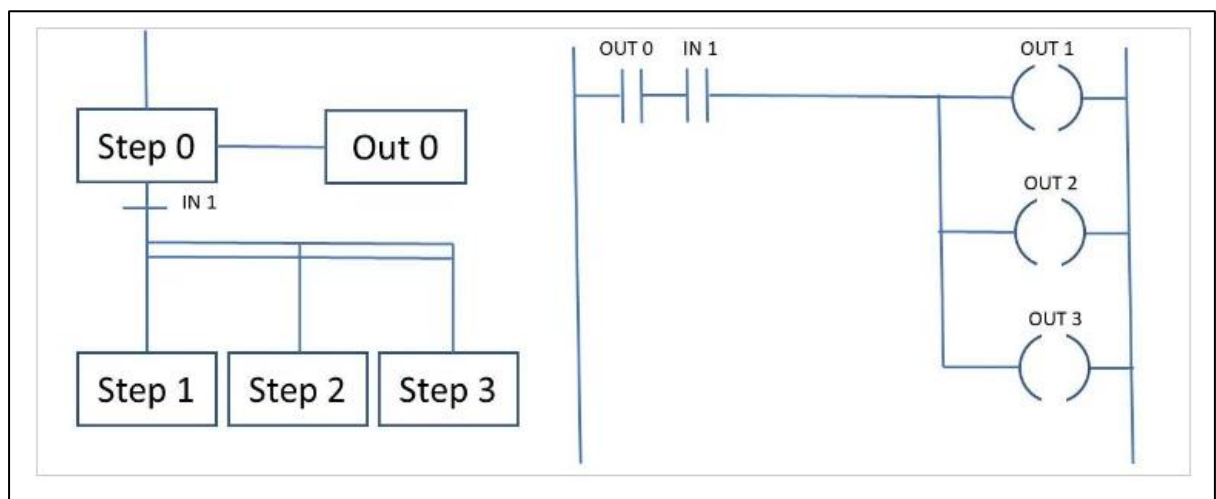 Step 0
Out 0
IN 1
Step 1
Step 2
Step 3
OUT 0
IN 1
OUT 1
OUT 2
OUT 3